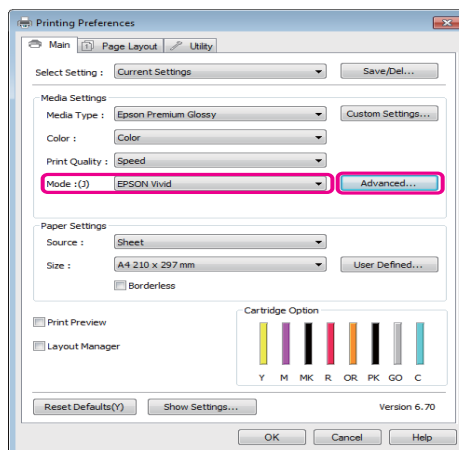 Printing Preferences
Main Page Layout Utility
Select Setting : Current Settings Save/Del...
Media Settings
Media Type : Epson Premium Glossy Custom Settings...
Color : Color
Print Quality : Speed
Mode :(J) EPSON Vivid Advanced...
Paper Settings
Source : Sheet
Size : A4 210 x 297 mm User Defined...
Borderless
Cartridge Option
Print Preview
Layout Manager
Y M MK R OR PK GO C
Reset Defaults(Y) Show Settings... Version 6.70
OK Cancel Help